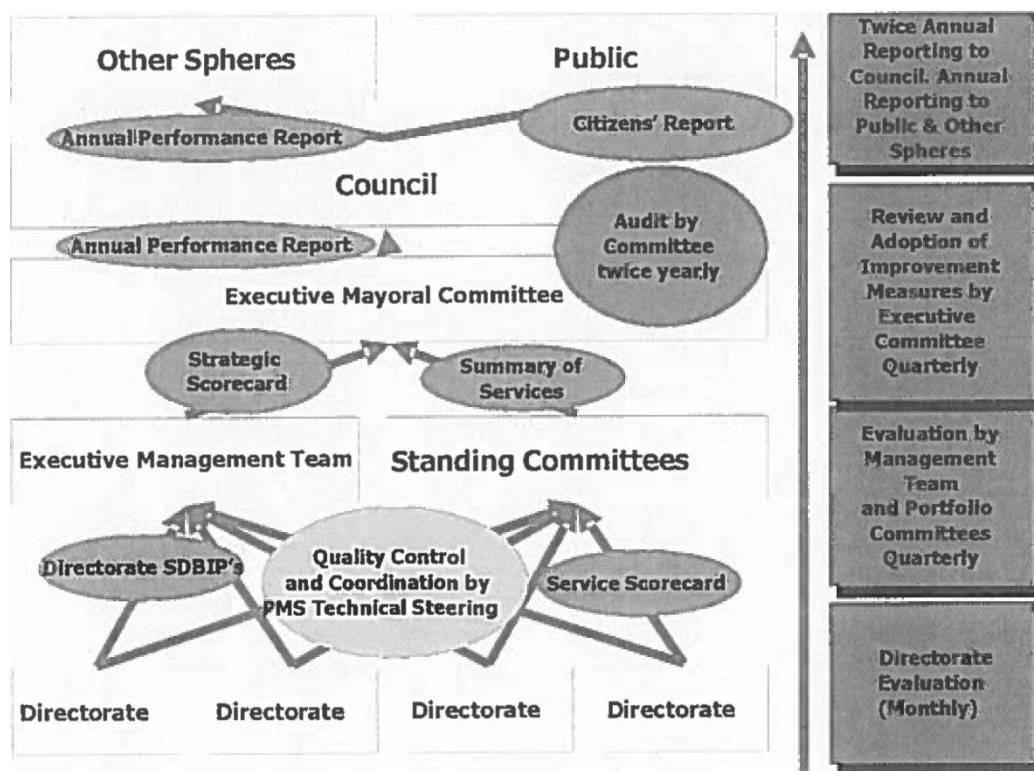 Other Spheres
Public
Annual Performance Report
Citizens' Report
Council
Annual Performance Report
Audit by
Committee
twice yearly
Executive Mayoral Committee
Strategic
Scorecard
Summary of
Services
Executive Management Team
Standing Committees
Directorate SDBIP's
Quality Control
and Coordination by
PMS Technical Steering
Service Scorecard
Directorate
Directorate
Directorate
Directorate
Twice Annual
Reporting to
Council. Annual
Reporting to
Public & Other
Spheres
Review and
Adoption of
Improvement
Measures by
Executive
Committee
Quarterly
Evaluation by
Management
Team
and Portfolio
Committees
Quarterly
Directorate
Evaluation
(Monthly)